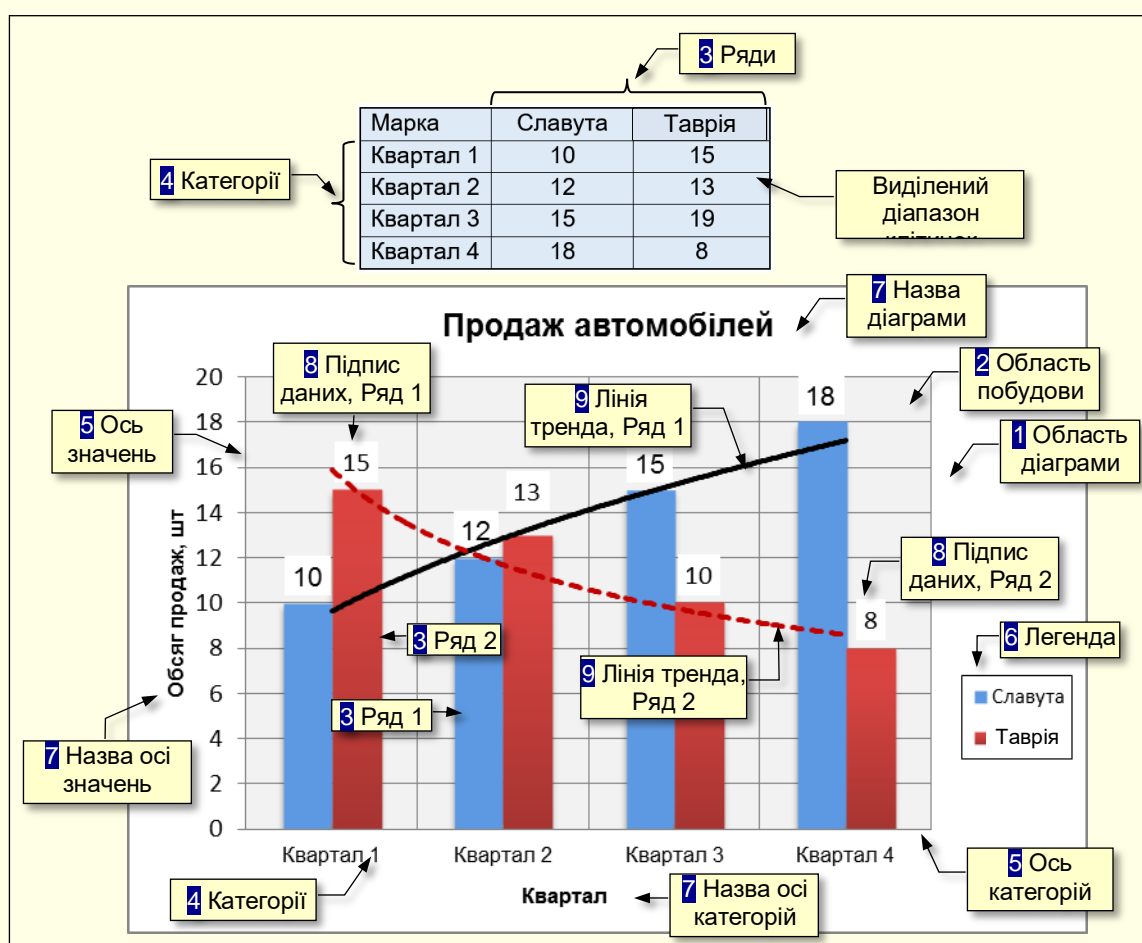 3 Ряди
Марка Славута Таврія
Квартал 1 10 15
Квартал 2 12 13
Квартал 3 15 19
Квартал 4 18 8
4 Категорії
Виділений
діапазон
7 Назва
діаграми
Продаж автомобілей
8 Підпис
даних, Ряд 1
9 Лінія
тренда, Ряд 1
2 Область
побудови
5 Ось
значень
1 Область
діаграми
20
18
16
14
12
10
8
6
4
2
0
Обсяг продаж, шт
10
15
12
13
15
10
18
8
8 Підпис
даних, Ряд 2
3 Ряд 2
3 Ряд 1
9 Лінія тренда,
Ряд 2
6 Легенда
Славута
Таврія
7 Назва осі
значень
Квартал 1 Квартал 2 Квартал 3 Квартал 4
4 Категорії
Квартал
7 Назва осі
категорій
5 Ось
категорій